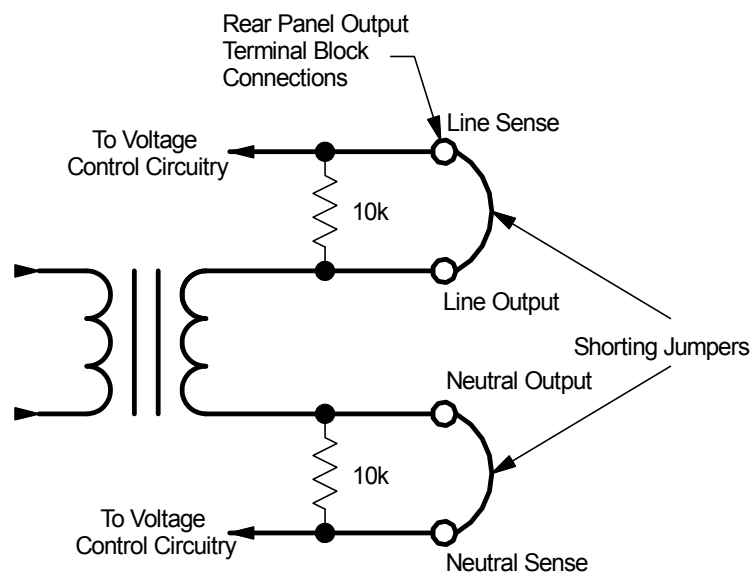 Rear Panel Output
Terminal Block
Connections
Line Sense
To Voltage
Control Circuitry
10k
Line Output
Shorting Jumpers
Neutral Output
10k
To Voltage
Control Circuitry
Neutral Sense